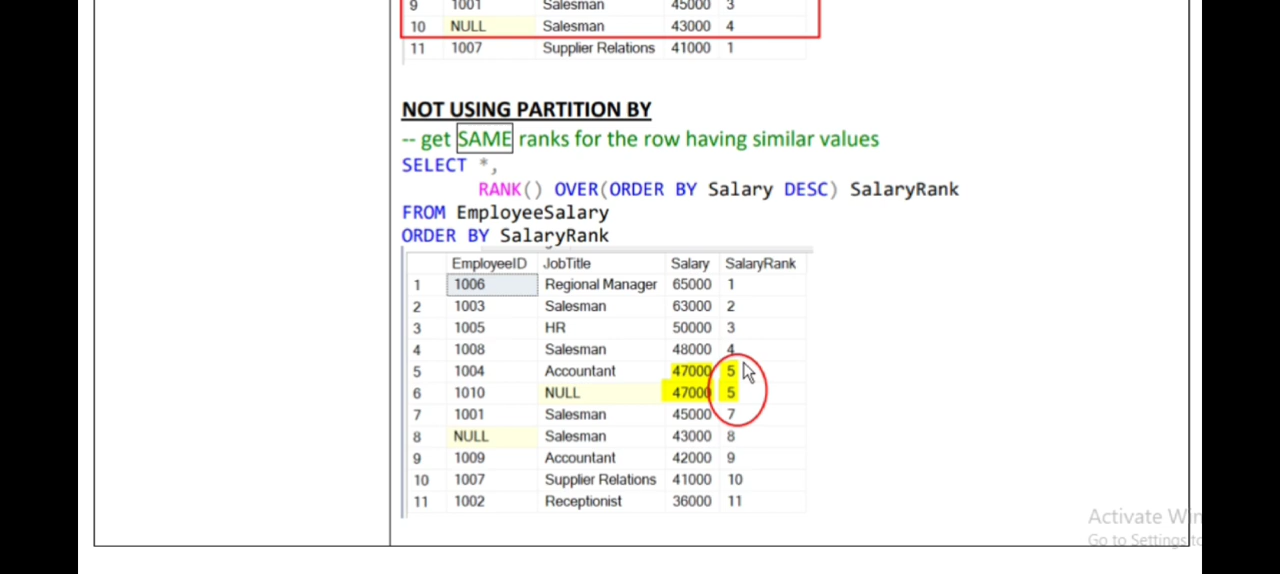 9 1001 Salesman 45000 3
10 NULL Salesman 43000 4
11 1007 Supplier Relations 41000 1
NOT USING PARTITION BY
-- get SAME ranks for the row having similar values
SELECT *,
RANK() OVER(ORDER BY Salary DESC) SalaryRank
FROM EmployeeSalary
ORDER BY SalaryRank
EmployeeID JobTitle Salary SalaryRank
1 1006 Regional Manager 65000 1
2 1003 Salesman 63000 2
3 1005 HR 50000 3
4 1008 Salesman 48000 4
5 1004 Accountant 47000 5
6 1010 NULL 47000 5
7 1001 Salesman 45000 7
8 NULL Salesman 43000 8
9 1009 Accountant 42000 9
10 1007 Supplier Relations 41000 10
11 1002 Receptionist 36000 11
Activate Win
Go to Settings to